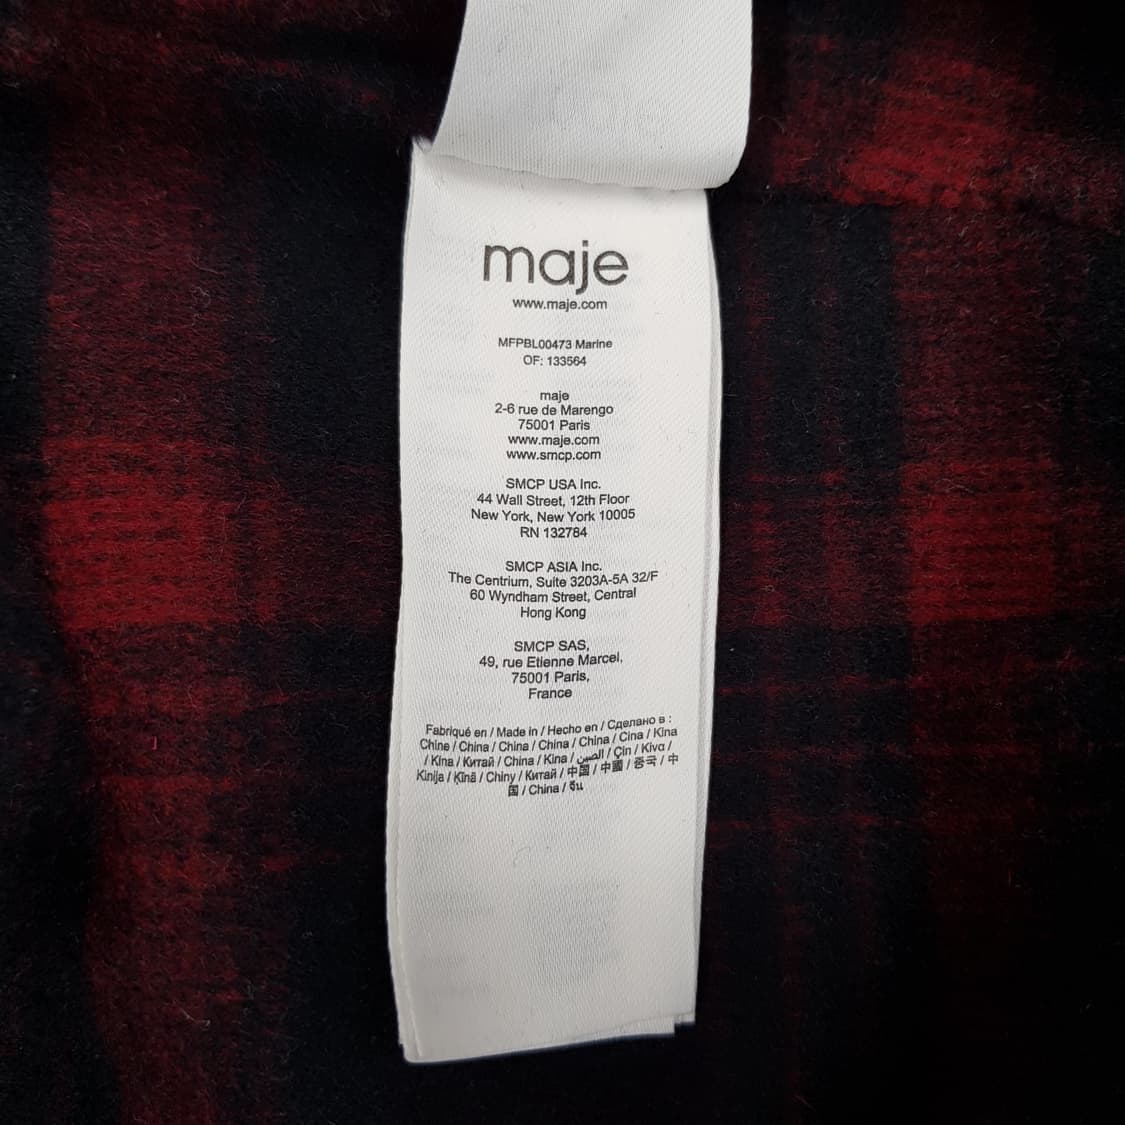 maje
www.maje.com
MFPBL00473 Marine
OF: 133564
maje
2-6 rue de Marengo
75001 Paris
www.maje.com
www.smcp.com
SMCP USA Inc.
44 Wall Street, 12th Floor
New York, New York 10005
RN 132784
SMCP ASIA Inc.
The Centrium, Suite 3203A-5A 32/F
60 Wyndham Street, Central
Hong Kong
SMCP SAS,
49, rue Etienne Marcel,
75001 Paris,
France
Fabriqué en / Made in / Hecho en / Сделано в :
Chine / China / China / China / China / Cina / Kina
/ Kina / Китай / China / Kina / الصين / Çin / Kίνα /
Kinija / Ķīnā / Chiny / Китай / 中国 / 中國 / 중국 / 中
国 / China / จีน